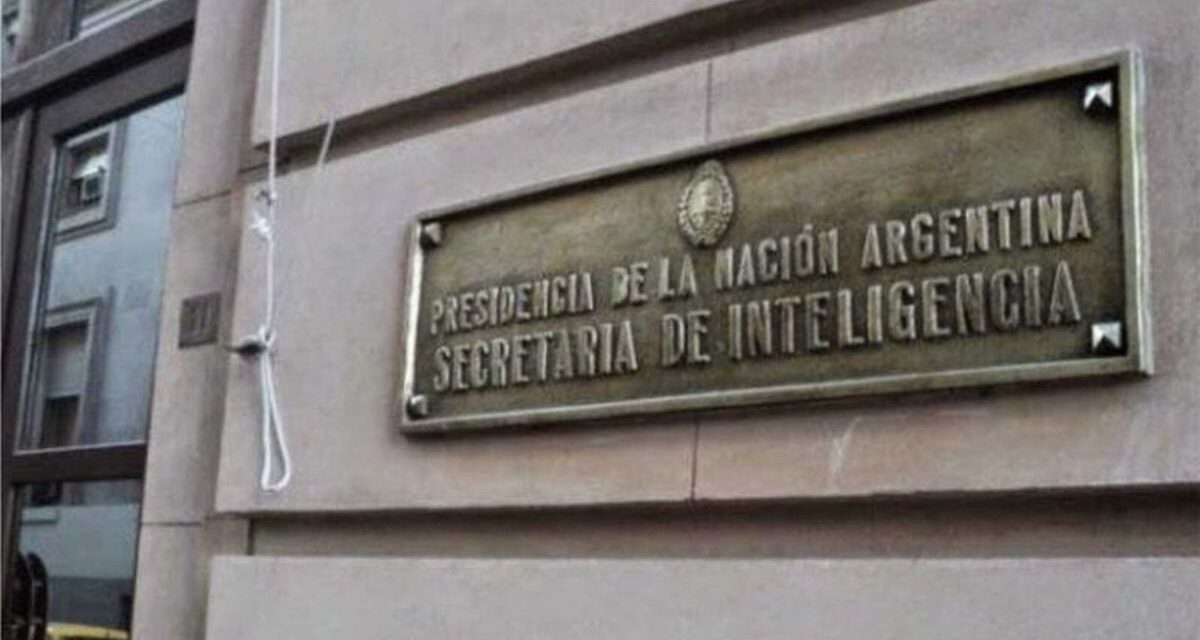 PRESIDENCIA DE LA NACIÓN ARGENTINA
SECRETARIA DE INTELIGENCIA